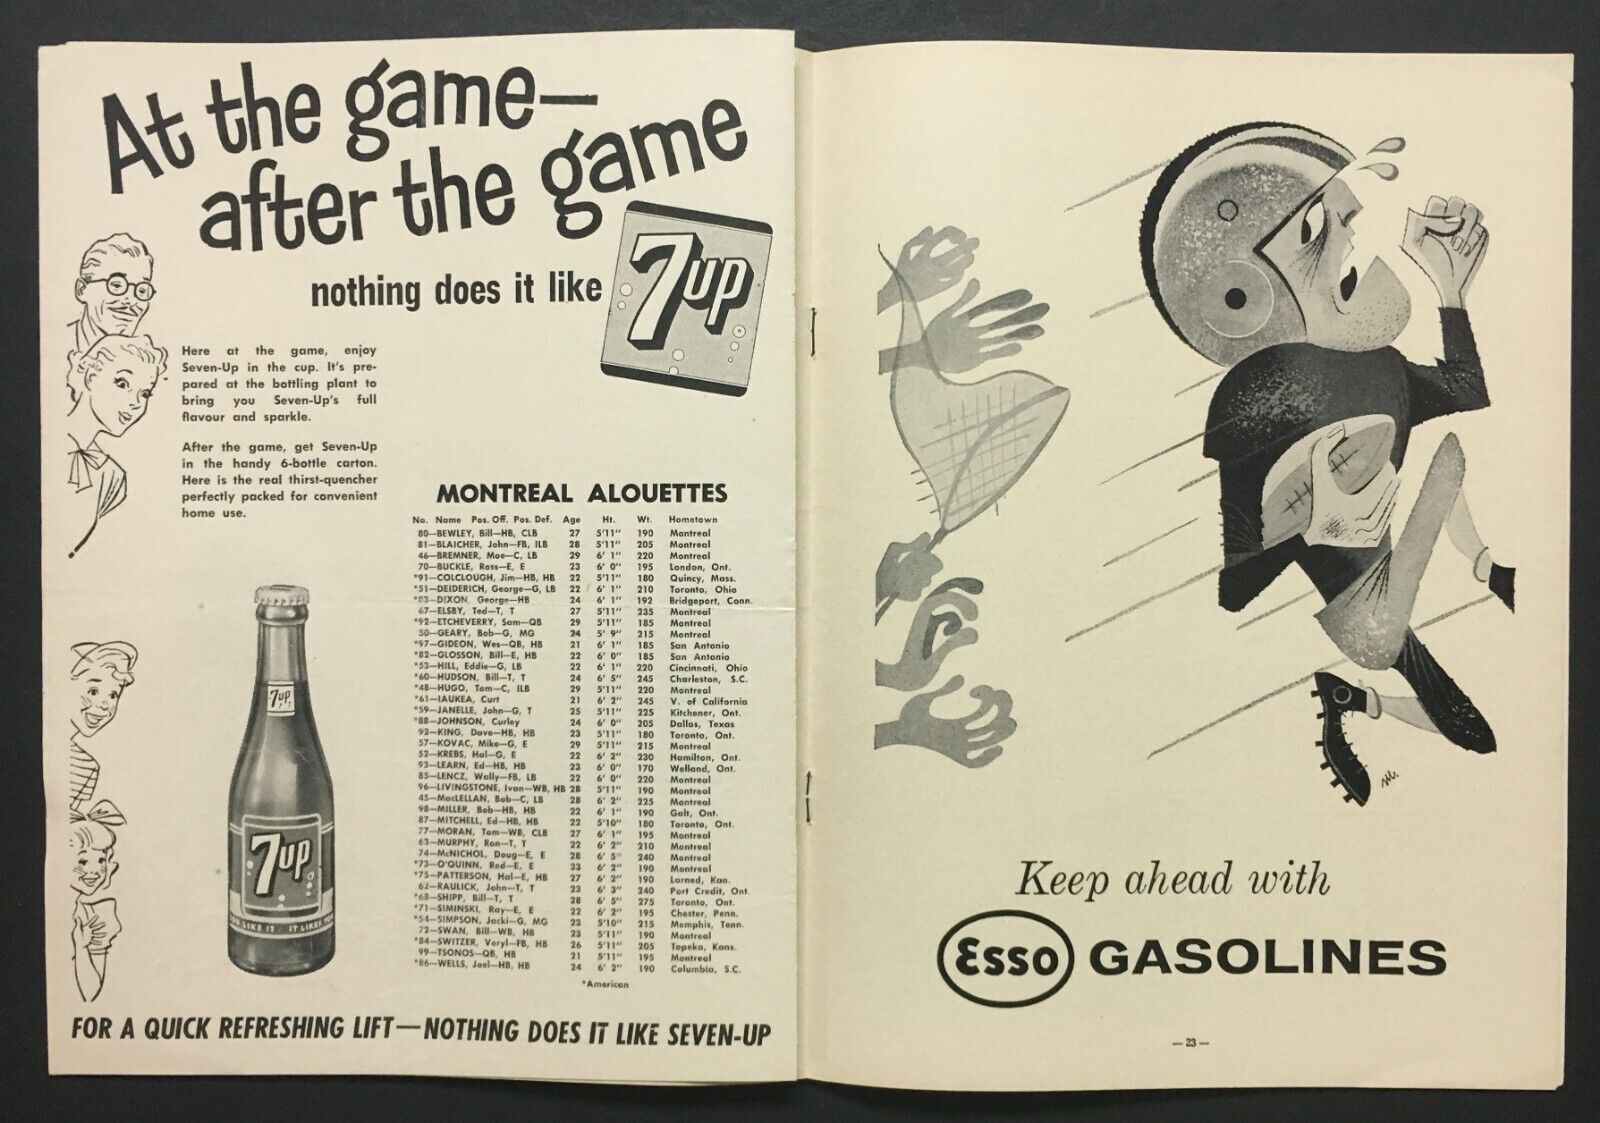 At the game—
after the game
nothing does it like
7up
Here at the game, enjoy
Seven-Up in the cup. It's pre-
pared at the bottling plant to
bring you Seven-Up's full
flavour and sparkle.
After the game, get Seven-Up
in the handy 6-bottle carton.
Here is the real thirst-quencher
perfectly packed for convenient
home use.
7up
7up
LIKE IT
IT LIKES
MONTREAL ALOUETTES
No. Name Pos. Off. Pos. Def. Age Ht. Wt. Hometown
80—BEWLEY, Bill—HB, CLB 27 5'11" 190 Montreal
81—BLAICHER, John—FB, ILB 28 5'11" 205 Montreal
46—BREMNER, Moe—C, LB 29 6' 1" 220 Montreal
70—BUCKLE, Ross—E, E 23 6' 0" 195 London, Ont.
*91—COLCLOUGH, Jim—HB, HB 22 5'11" 180 Quincy, Mass.
*51—DEIDERICH, George—G, LB 22 6' 1" 210 Toronto, Ohio
DIXON, George—HB 24 6' 1" 192 Bridgeport, Conn.
67—ELSBY, Ted—T, T 27 5'11" 235 Montreal
*92—ETCHEVERRY, Sam—QB 29 5'11" 185 Montreal
50—GEARY, Bob—G, MG 24 5' 9" 215 Montreal
*97—GIDEON, Wes—QB, HB 21 6' 1" 185 San Antonio
*82—GLOSSON, Bill—E, HB 22 6' 0" 185 San Antonio
*53—HILL, Eddie—G, LB 22 6' 1" 220 Cincinnati, Ohio
*60—HUDSON, Bill—T, T 24 6' 5" 245 Charleston, S.C.
*48—HUGO, Tom—C, ILB 29 5'11" 220 Montreal
*61—IAUKEA, Curt 21 6' 2" 245 V. of California
*59—JANELLE, John—G, T 25 5'11" 225 Kitchener, Ont.
*88—JOHNSON, Curley 24 6' 0" 205 Dallas, Texas
92—KING, Dave—HB, HB 23 5'11" 180 Toronto, Ont.
57—KOVAC, Mike—G, E 29 5'11" 215 Montreal
52—KREBS, Hal—G, E 22 6' 2" 230 Hamilton, Ont.
93—LEARN, Ed—HB, HB 23 6' 0" 170 Welland, Ont.
85—LENCZ, Wally—FB, LB 22 6' 0" 220 Montreal
96—LIVINGSTONE, Ivan—WB, HB 28 5'11" 190 Montreal
45—MacLELLAN, Bob—C, LB 28 6' 2" 225 Montreal
98—MILLER, Bob—HB, HB 22 6' 1" 190 Galt, Ont.
87—MITCHELL, Ed—HB, HB 22 5'10" 180 Toronto, Ont.
77—MORAN, Tom—WB, CLB 27 6' 1" 195 Montreal
63—MURPHY, Ron—T, T 22 6' 2" 210 Montreal
74—McNICHOL, Doug—E, E 28 6' 5" 240 Montreal
*73—O'QUINN, Red—E, E 33 6' 2" 190 Montreal
*75—PATTERSON, Hal—E, HB 27 6' 2" 190 Larned, Kan.
62—RAULICK, John—T, T 23 6' 3" 240 Port Credit, Ont.
*68—SHIPP, Bill—T, T 28 6' 5" 275 Toronto, Ont.
*71—SIMINSKI, Ray—E, E 22 6' 2" 195 Chester, Penn.
*54—SIMPSON, Jacki—G, MG 23 5'10" 215 Memphis, Tenn.
72—SWAN, Bill—WB, HB 23 5'11" 190 Montreal
*84—SWITZER, Veryl—FB, HB 26 5'11" 205 Topeka, Kans.
99—TSONOS—QB, HB 21 5'11" 195 Montreal
*86—WELLS, Joel—HB, HB 24 6' 2" 190 Columbia, S.C.
*American
FOR A QUICK REFRESHING LIFT—NOTHING DOES IT LIKE SEVEN-UP
Keep ahead with
Esso GASOLINES
—23—